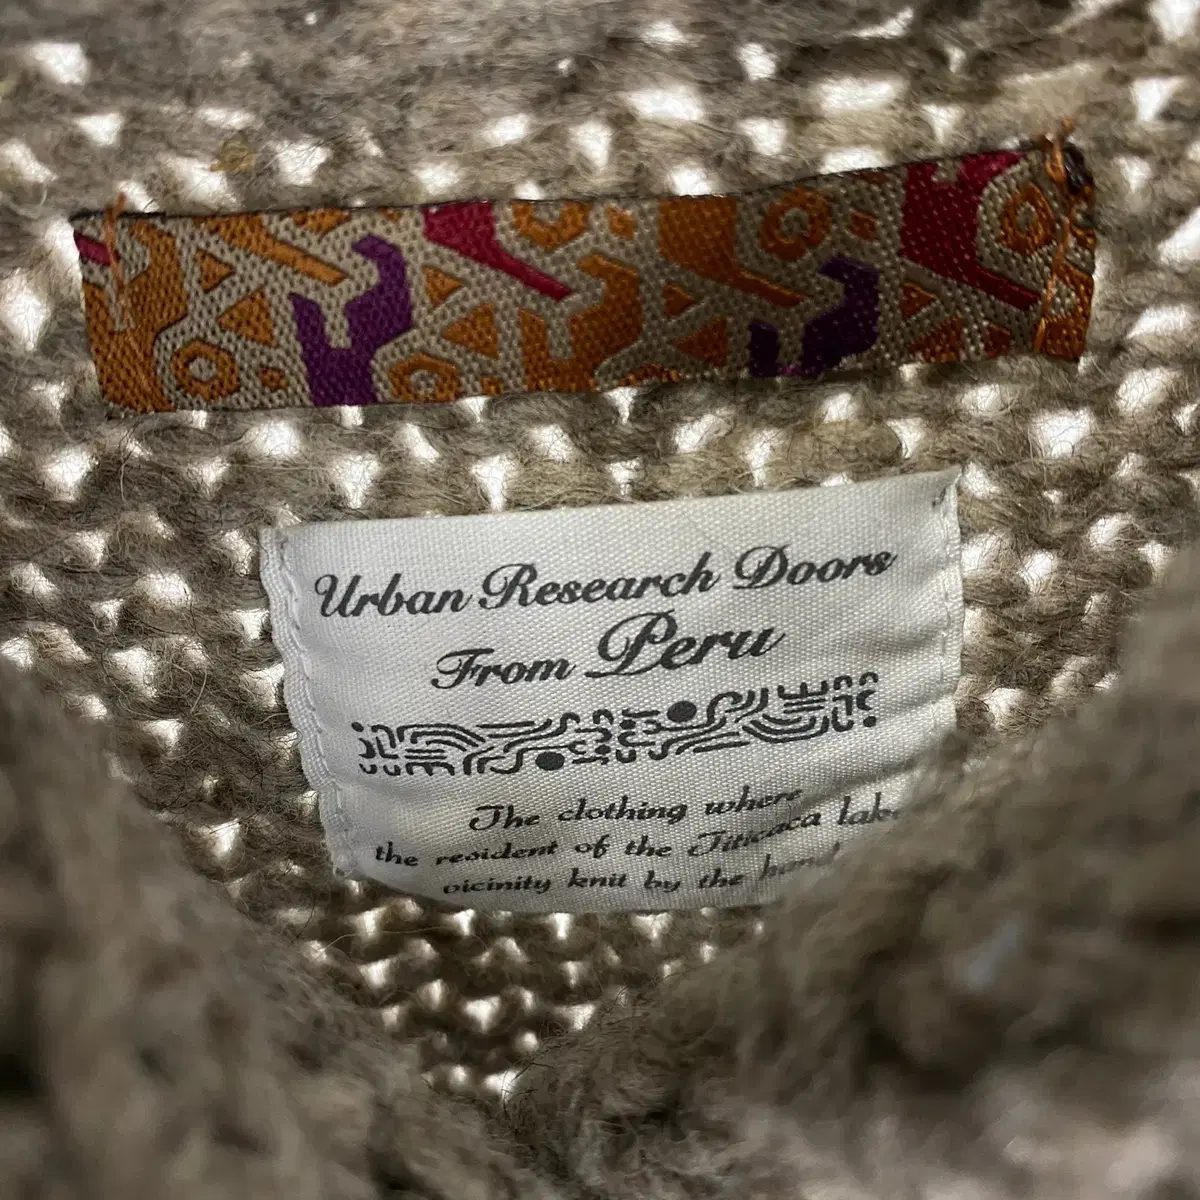 Urban Research Doors
From Peru
The clothing where
the resident of the Titicaca lake
vicinity knit by the hand